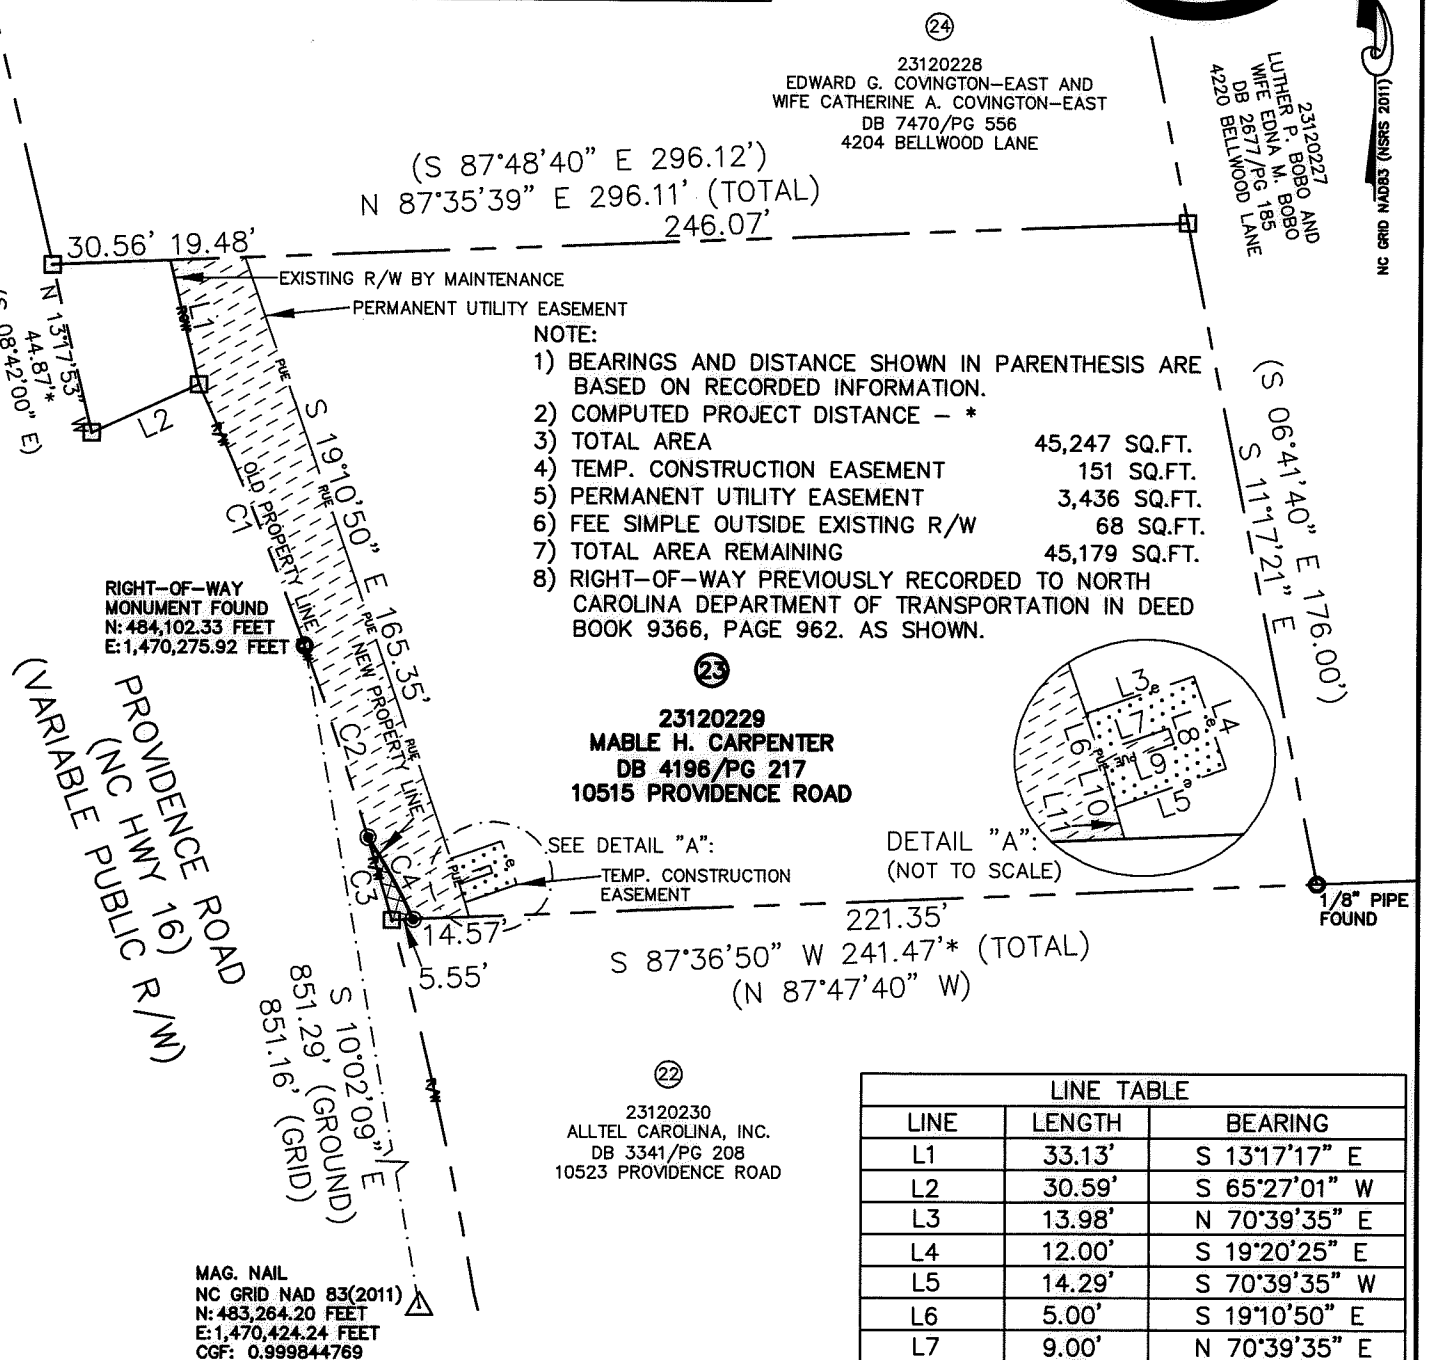 24
23120228
EDWARD G. COVINGTON-EAST AND
WIFE CATHERINE A. COVINGTON-EAST
DB 7470/PG 556
4204 BELLWOOD LANE
23120227
LUTHER P. BOBO AND
WIFE EDNA M. BOBO
DB 2677/PG 185
4220 BELLWOOD LANE
NC GRID NAD83 (NSRS 2011)
(S 87°48'40" E 296.12')
N 87°35'39" E 296.11' (TOTAL)
246.07'
30.56' 19.48'
EXISTING R/W BY MAINTENANCE
PERMANENT UTILITY EASEMENT
N 13°17'53" W
44.87'*
08°42'00" E)
L1
ROW
L2
R/W
PUE
S 19°10'50" E 165.35'
PUE
OLD PROPERTY LINE
C1
NOTE:
1) BEARINGS AND DISTANCE SHOWN IN PARENTHESIS ARE
BASED ON RECORDED INFORMATION.
2) COMPUTED PROJECT DISTANCE - *
3) TOTAL AREA 45,247 SQ.FT.
4) TEMP. CONSTRUCTION EASEMENT 151 SQ.FT.
5) PERMANENT UTILITY EASEMENT 3,436 SQ.FT.
6) FEE SIMPLE OUTSIDE EXISTING R/W 68 SQ.FT.
7) TOTAL AREA REMAINING 45,179 SQ.FT.
8) RIGHT-OF-WAY PREVIOUSLY RECORDED TO NORTH
CAROLINA DEPARTMENT OF TRANSPORTATION IN DEED
BOOK 9366, PAGE 962. AS SHOWN.
(S 06°41'40" E 176.00')
S 11°17'21" E
RIGHT-OF-WAY
MONUMENT FOUND
N: 484,102.33 FEET
E: 1,470,275.92 FEET
PUE
NEW PROPERTY LINE
PUE
C2
23
23120229
MABLE H. CARPENTER
DB 4196/PG 217
10515 PROVIDENCE ROAD
PROVIDENCE ROAD
(NC HWY 16)
(VARIABLE PUBLIC R/W)
L3
e
L4
L7
L8
e
L6
PUE
PUE
L9
L10
e
L5
L11
DETAIL "A":
(NOT TO SCALE)
SEE DETAIL "A":
TEMP. CONSTRUCTION
EASEMENT
C4
C3
R/W
PUE
e
e
14.57'
5.55'
1/8" PIPE
FOUND
221.35'
S 87°36'50" W 241.47'* (TOTAL)
(N 87°47'40" W)
S 10°02'09" E
851.29' (GROUND)
851.16' (GRID)
R/W
22
23120230
ALLTEL CAROLINA, INC.
DB 3341/PG 208
10523 PROVIDENCE ROAD
MAG. NAIL
NC GRID NAD 83(2011)
N: 483,264.20 FEET
E: 1,470,424.24 FEET
CGF: 0.999844769
1
LINE TABLE
LINE LENGTH BEARING
L1 33.13' S 13°17'17" E
L2 30.59' S 65°27'01" W
L3 13.98' N 70°39'35" E
L4 12.00' S 19°20'25" E
L5 14.29' S 70°39'35" W
L6 5.00' S 19°10'50" E
L7 9.00' N 70°39'35" E